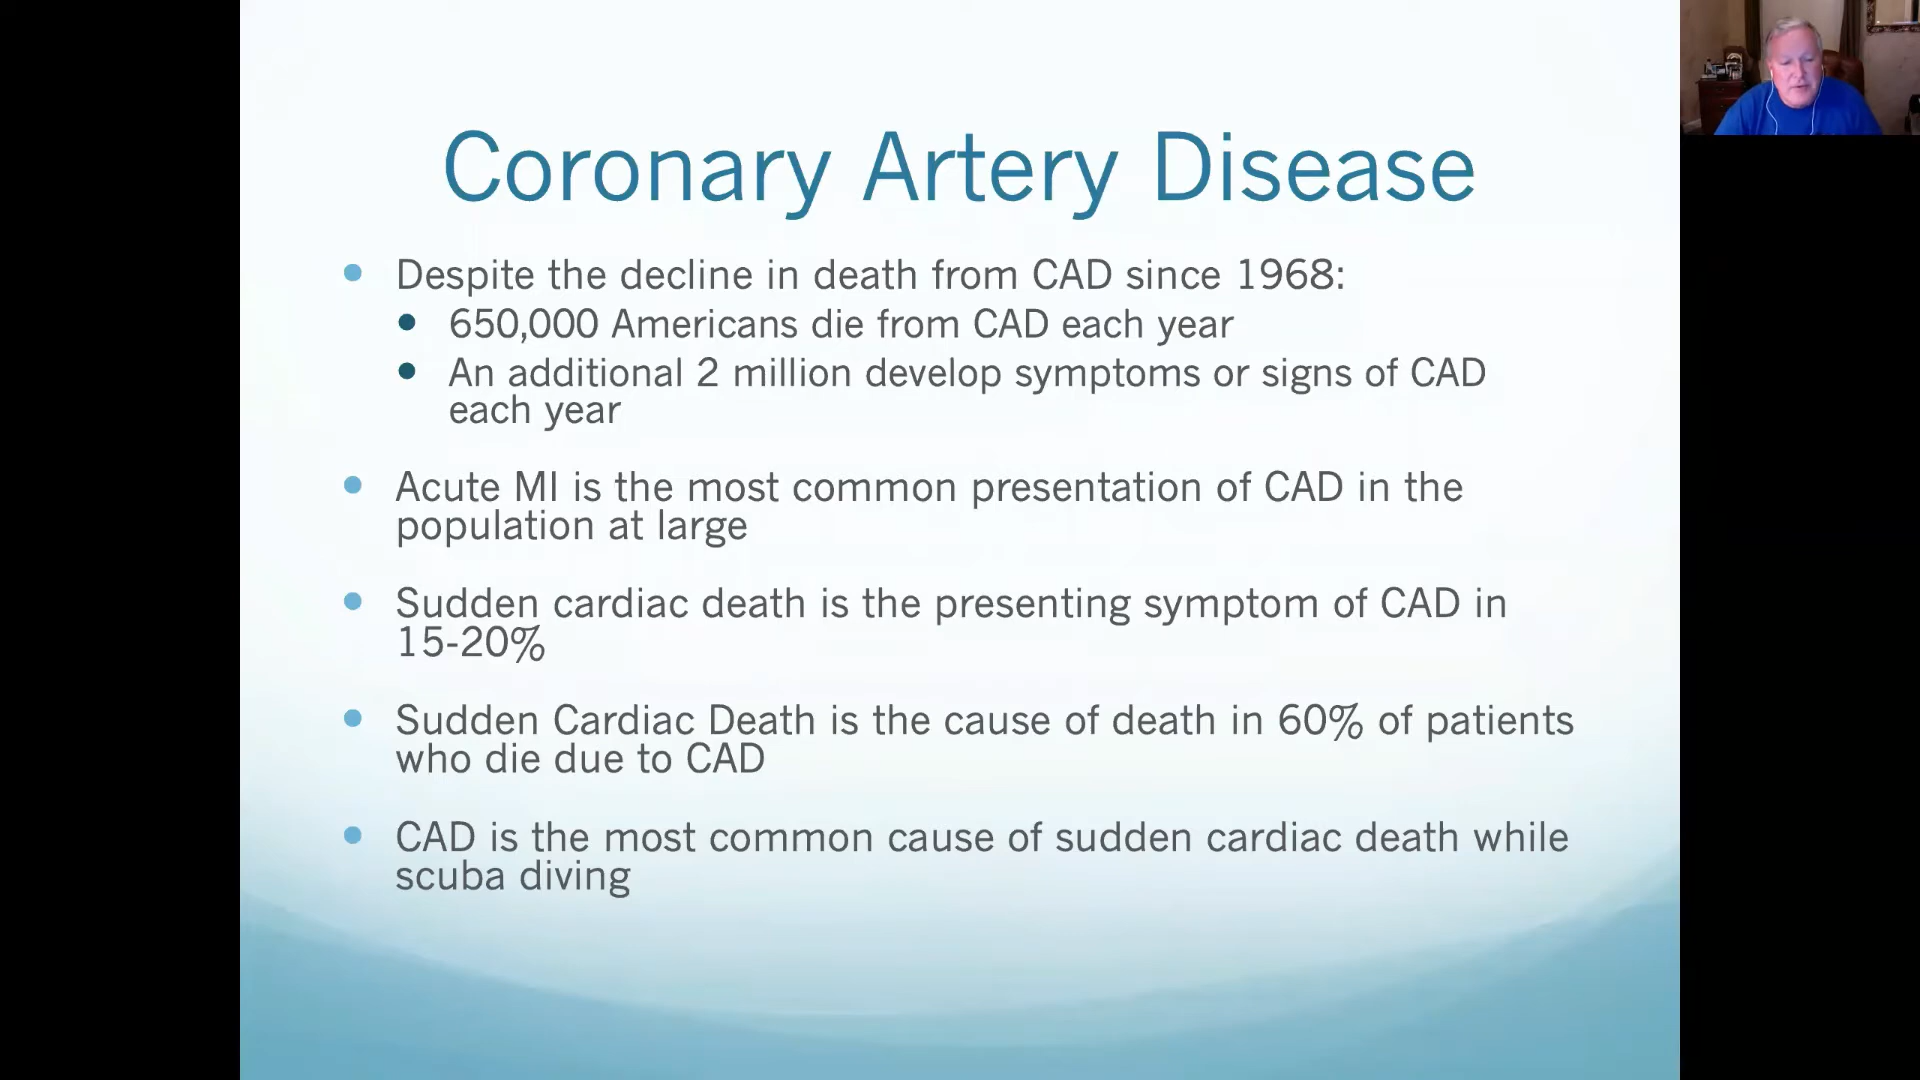 Coronary Artery Disease
Despite the decline in death from CAD since 1968:
650,000 Americans die from CAD each year
An additional 2 million develop symptoms or signs of CAD
each year
Acute MI is the most common presentation of CAD in the
population at large
Sudden cardiac death is the presenting symptom of CAD in
15-20%
Sudden Cardiac Death is the cause of death in 60% of patients
who die due to CAD
CAD is the most common cause of sudden cardiac death while
scuba diving